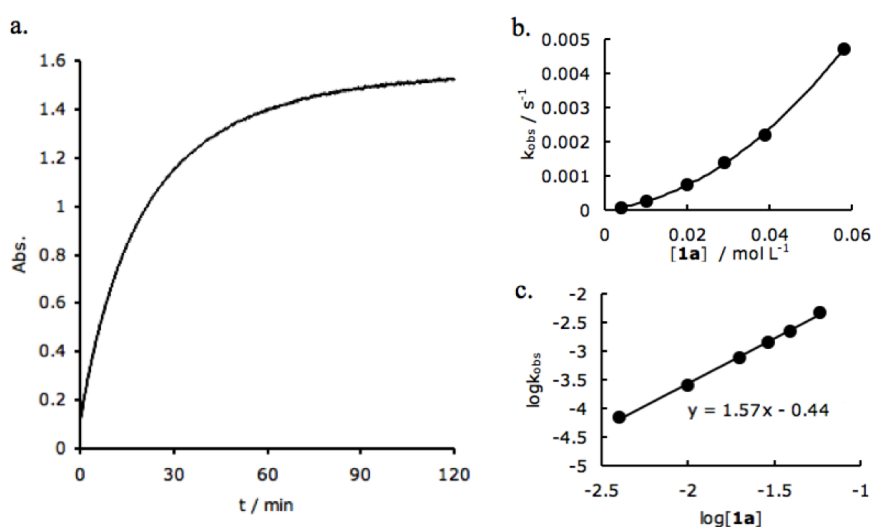 a.
1.6
1.4
1.2
1
0.8
0.6
0.4
0.2
0
Abs.
0 30 60 90 120
t / min
b.
0.005
0.004
0.003
0.002
0.001
0
k_obs / s⁻¹
0 0.02 0.04 0.06
[1a] / mol L⁻¹
c.
-2
-2.5
-3
-3.5
-4
-4.5
-5
logk_obs
y = 1.57x - 0.44
-2.5 -2 -1.5 -1
log[1a]